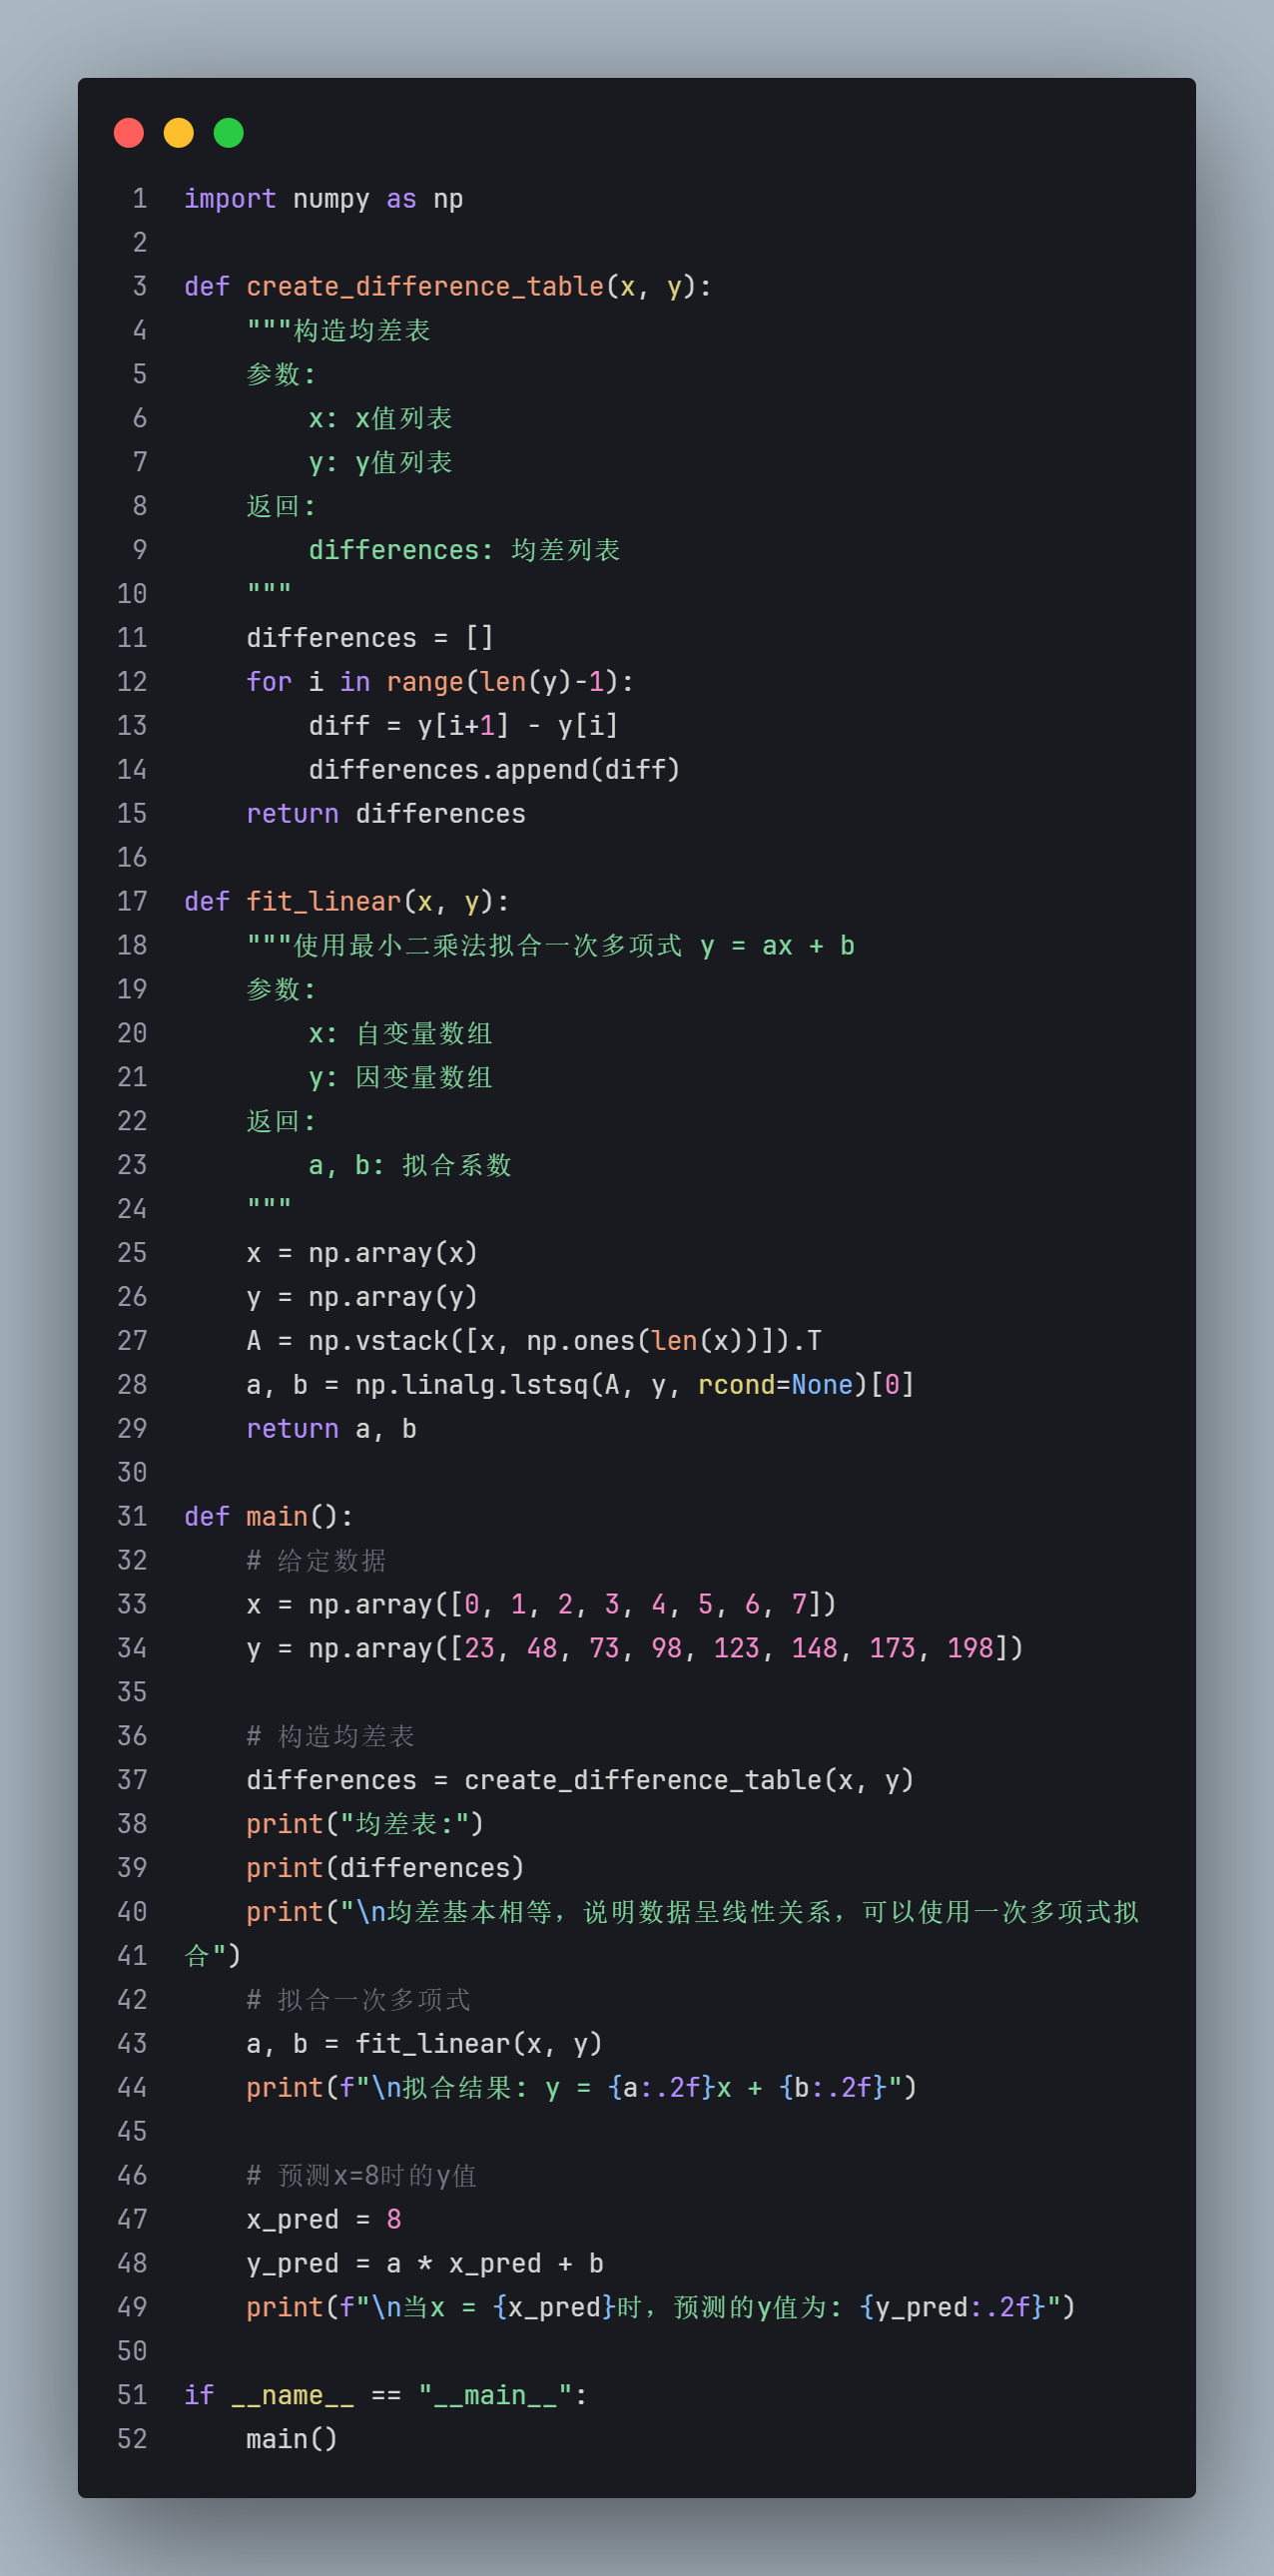 1 import numpy as np
2
3 def create_difference_table(x, y):
4     """构造均差表
5     参数:
6         x: x值列表
7         y: y值列表
8     返回:
9         differences: 均差列表
10     """
11     differences = []
12     for i in range(len(y)-1):
13         diff = y[i+1] - y[i]
14         differences.append(diff)
15     return differences
16
17 def fit_linear(x, y):
18     """使用最小二乘法拟合一次多项式 y = ax + b
19     参数:
20         x: 自变量数组
21         y: 因变量数组
22     返回:
23         a, b: 拟合系数
24     """
25     x = np.array(x)
26     y = np.array(y)
27     A = np.vstack([x, np.ones(len(x))]).T
28     a, b = np.linalg.lstsq(A, y, rcond=None)[0]
29     return a, b
30
31 def main():
32     # 给定数据
33     x = np.array([0, 1, 2, 3, 4, 5, 6, 7])
34     y = np.array([23, 48, 73, 98, 123, 148, 173, 198])
35
36     # 构造均差表
37     differences = create_difference_table(x, y)
38     print("均差表:")
39     print(differences)
40     print("\n均差基本相等，说明数据呈线性关系，可以使用一次多项式拟
41 合")
42     # 拟合一次多项式
43     a, b = fit_linear(x, y)
44     print(f"\n拟合结果: y = {a:.2f}x + {b:.2f}")
45
46     # 预测x=8时的y值
47     x_pred = 8
48     y_pred = a * x_pred + b
49     print(f"\n当x = {x_pred}时，预测的y值为: {y_pred:.2f}")
50
51 if __name__ == "__main__":
52     main()